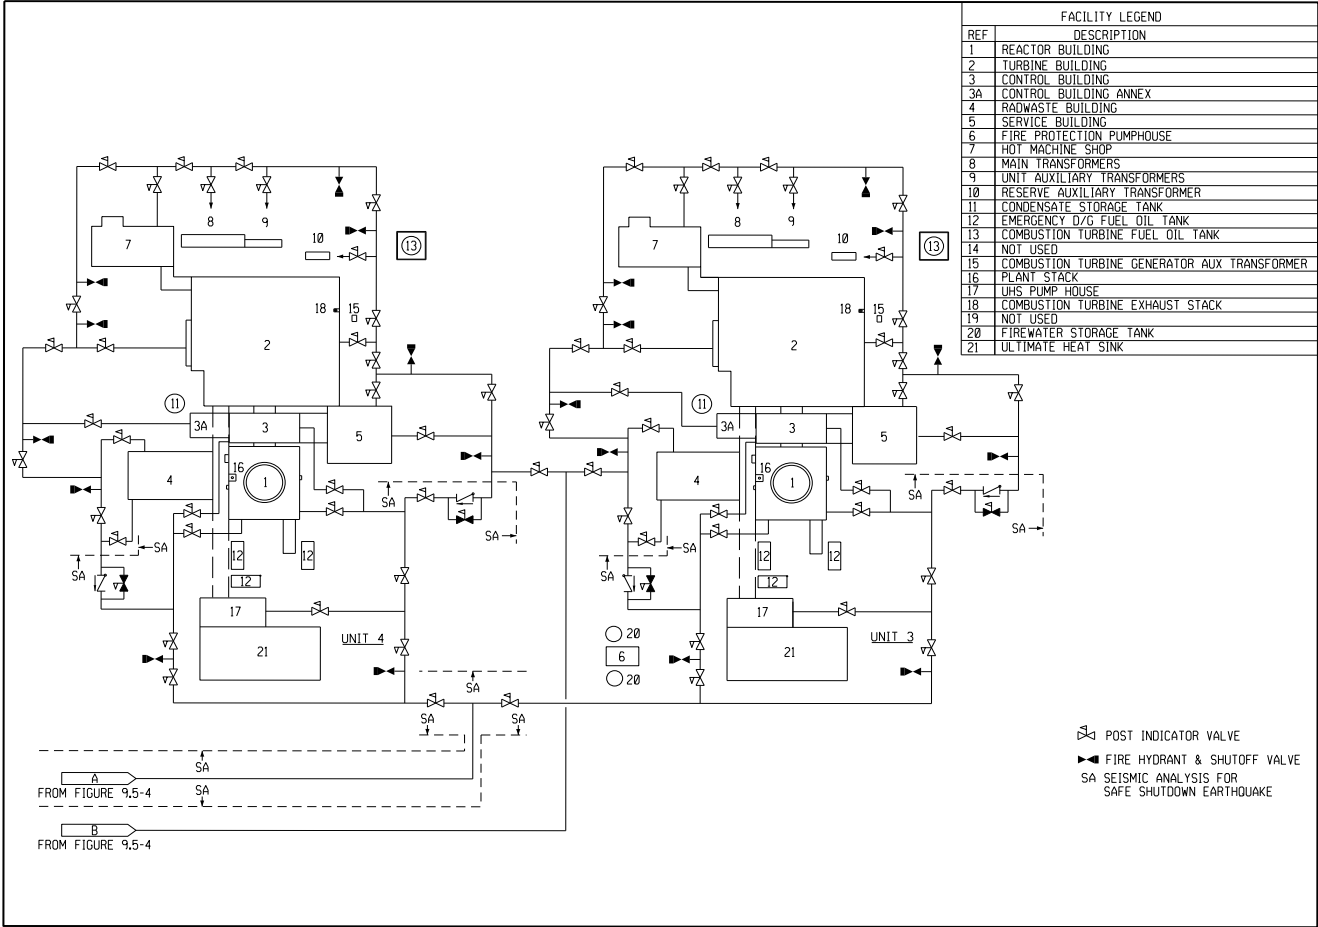 FACILITY LEGEND
REF DESCRIPTION
1 REACTOR BUILDING
2 TURBINE BUILDING
3 CONTROL BUILDING
3A CONTROL BUILDING ANNEX
4 RADWASTE BUILDING
5 SERVICE BUILDING
6 FIRE PROTECTION PUMPHOUSE
7 HOT MACHINE SHOP
8 MAIN TRANSFORMERS
9 UNIT AUXILIARY TRANSFORMERS
10 RESERVE AUXILIARY TRANSFORMER
11 CONDENSATE STORAGE TANK
12 EMERGENCY D/G FUEL OIL TANK
13 COMBUSTION TURBINE FUEL OIL TANK
14 NOT USED
15 COMBUSTION TURBINE GENERATOR AUX TRANSFORMER
16 PLANT STACK
17 UHS PUMP HOUSE
18 COMBUSTION TURBINE EXHAUST STACK
19 NOT USED
20 FIREWATER STORAGE TANK
21 ULTIMATE HEAT SINK
8 9 8 9
7 10 13 7 10 13
18 15 18 15
2 2
11 11
3A 3 5 3A 3 5
16 1 16 1
4 4
SA SA
SA SA
SA SA
12 12 12 12
SA SA
12 12
17 17
UNIT 4 20 UNIT 3
21 6 21
20
SA
SA SA
SA
A
FROM FIGURE 9.5-4
SA
B
FROM FIGURE 9.5-4
POST INDICATOR VALVE
FIRE HYDRANT & SHUTOFF VALVE
SA SEISMIC ANALYSIS FOR
SAFE SHUTDOWN EARTHQUAKE